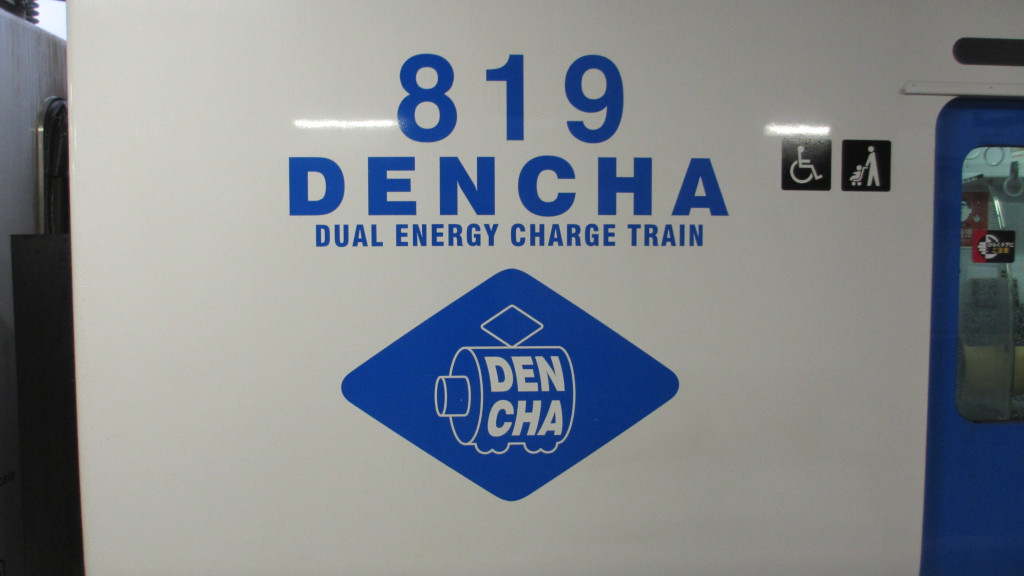 819
DENCHA
DUAL ENERGY CHARGE TRAIN
DEN
CHA